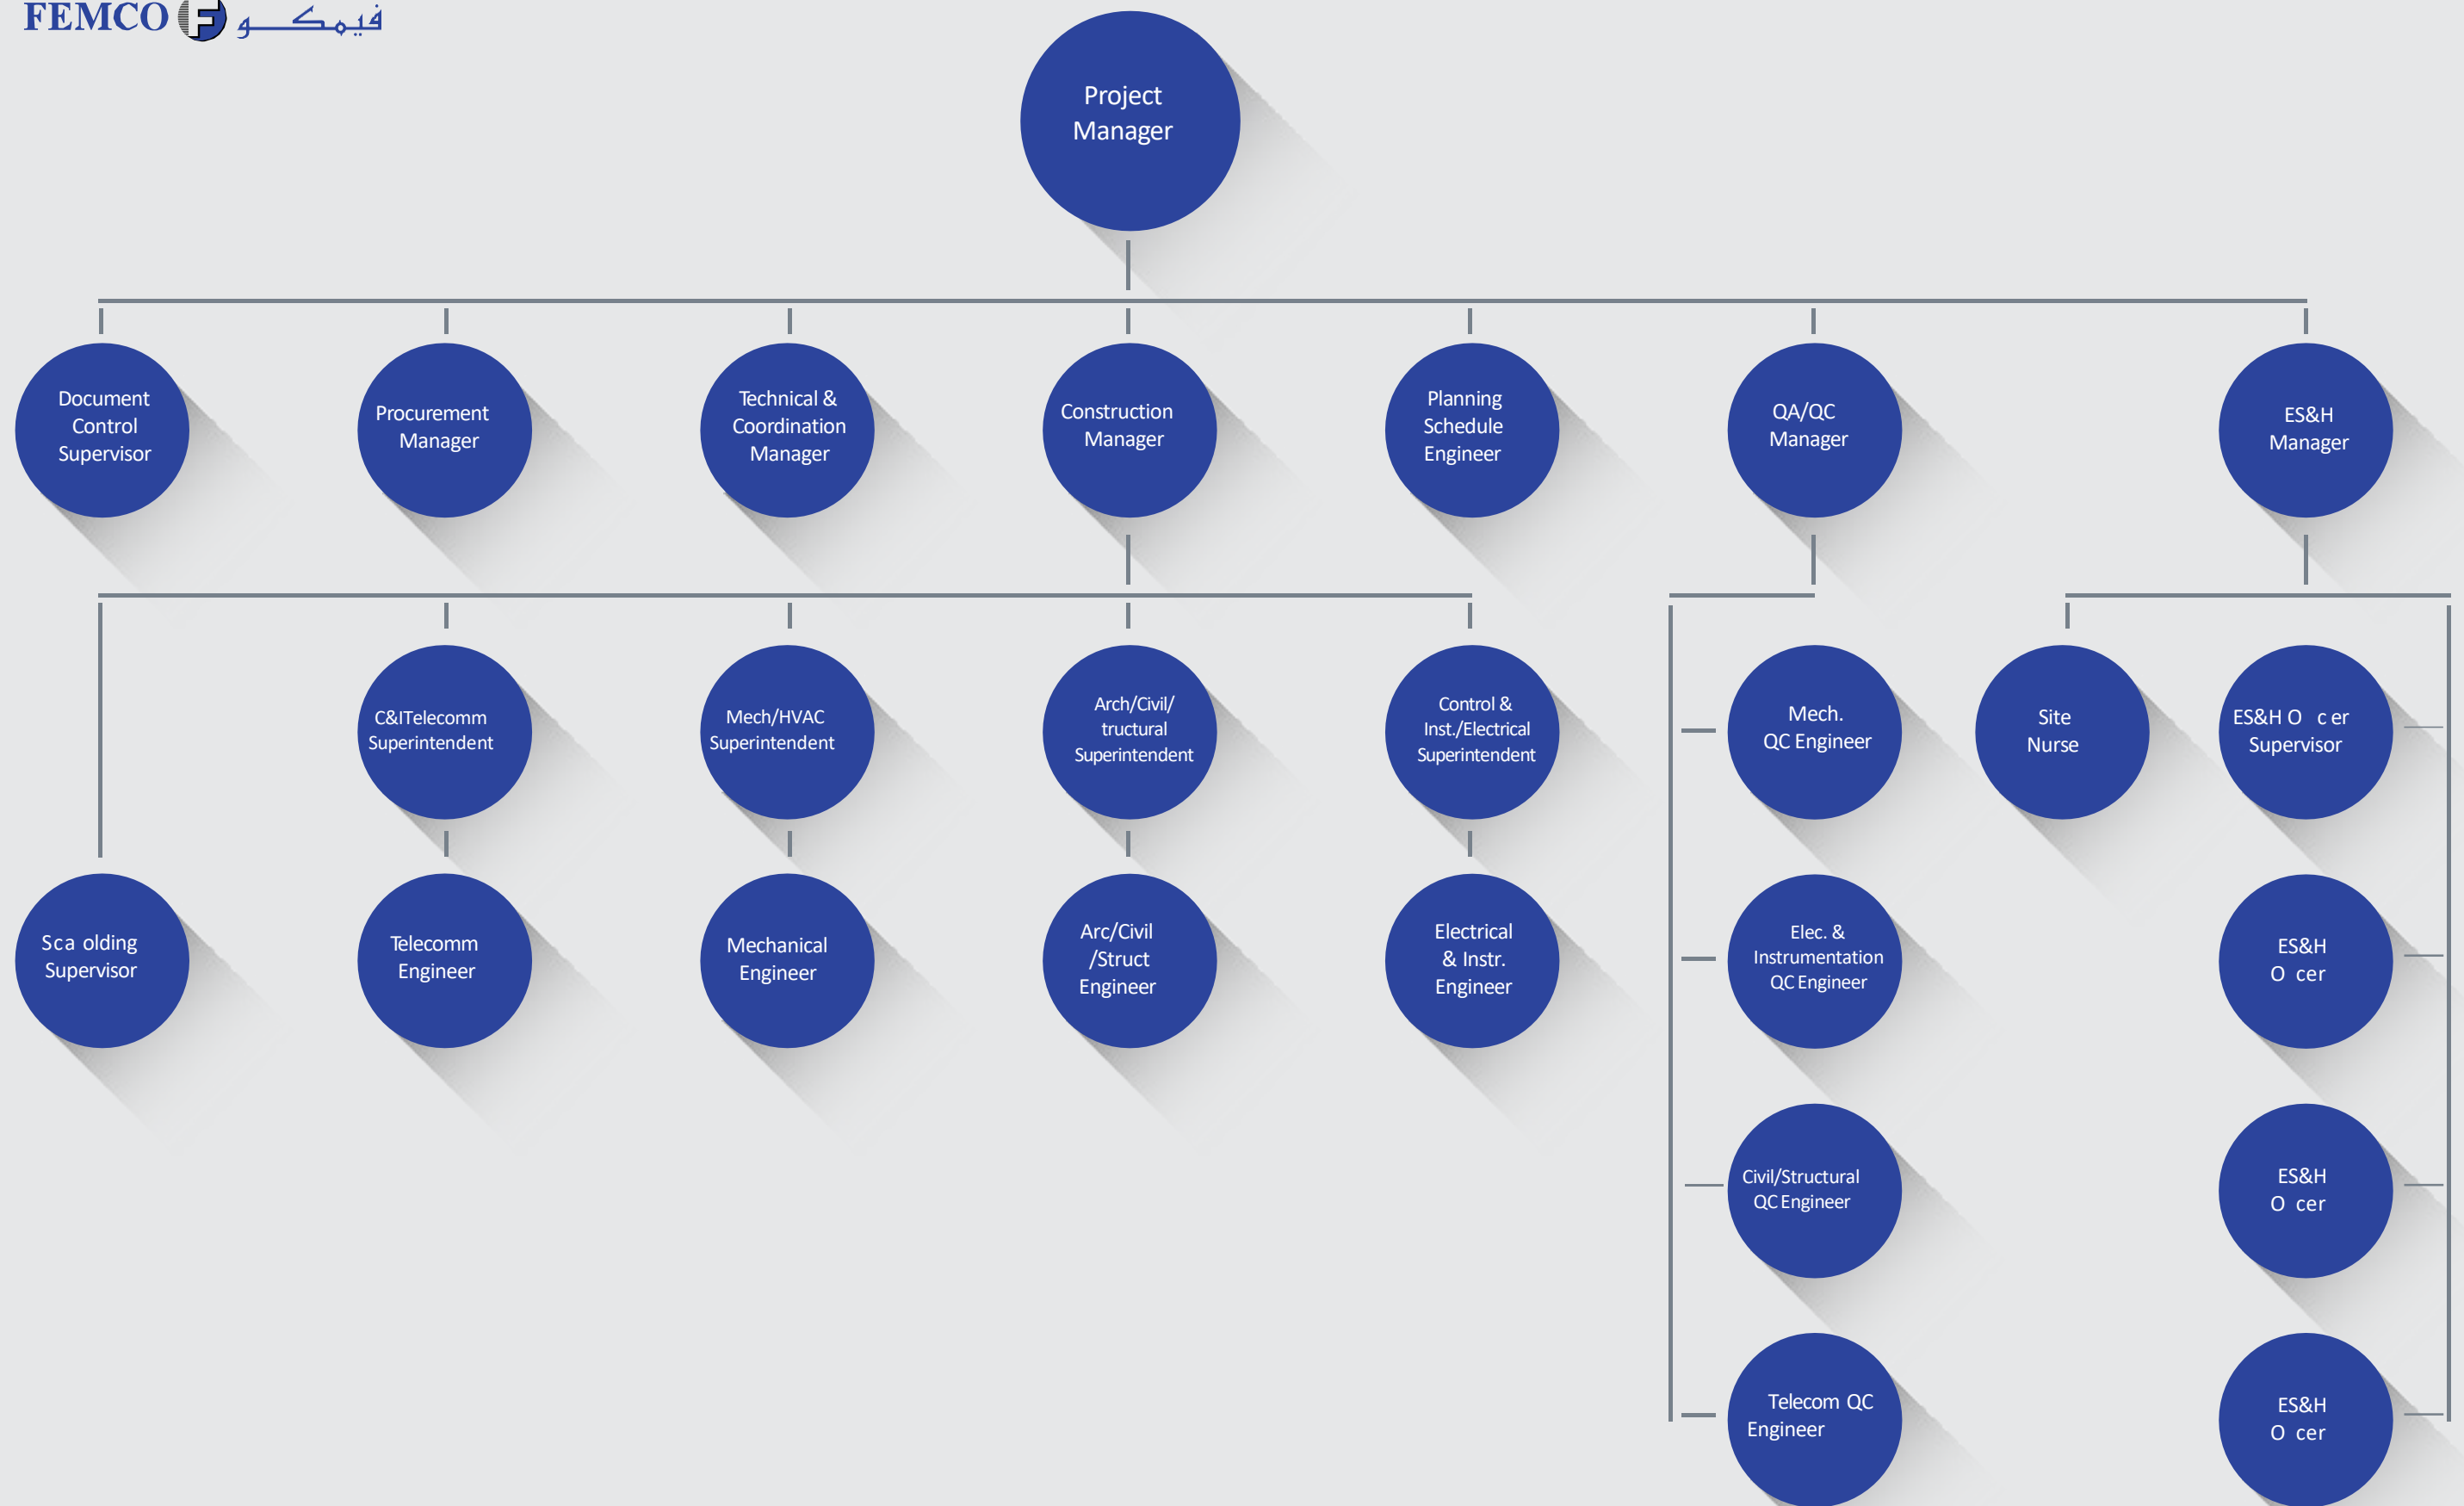 FEMCO فيمكو
Project
Manager
Document
Control
Supervisor
Procurement
Manager
Technical &
Coordination
Manager
Construction
Manager
Planning
Schedule
Engineer
QA/QC
Manager
ES&H
Manager
C&ITelecomm
Superintendent
Mech/HVAC
Superintendent
Arch/Civil/
tructural
Superintendent
Control &
Inst./Electrical
Superintendent
Mech.
QC Engineer
Site
Nurse
ES&H O  c er
Supervisor
Sca olding
Supervisor
Telecomm
Engineer
Mechanical
Engineer
Arc/Civil
/Struct
Engineer
Electrical
& Instr.
Engineer
Elec. &
Instrumentation
QC Engineer
ES&H
O  cer
Civil/Structural
QC Engineer
ES&H
O  cer
Telecom QC
Engineer
ES&H
O  cer